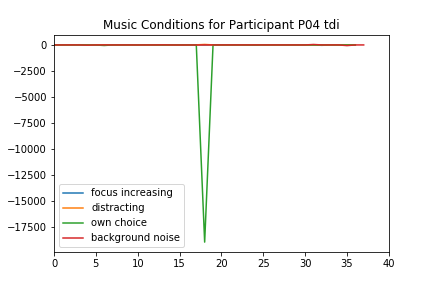 Music Conditions for Participant P04 tdi
0
−2500
−5000
−7500
−10000
−12500
−15000
−17500
focus increasing
distracting
own choice
background noise
0 5 10 15 20 25 30 35 40